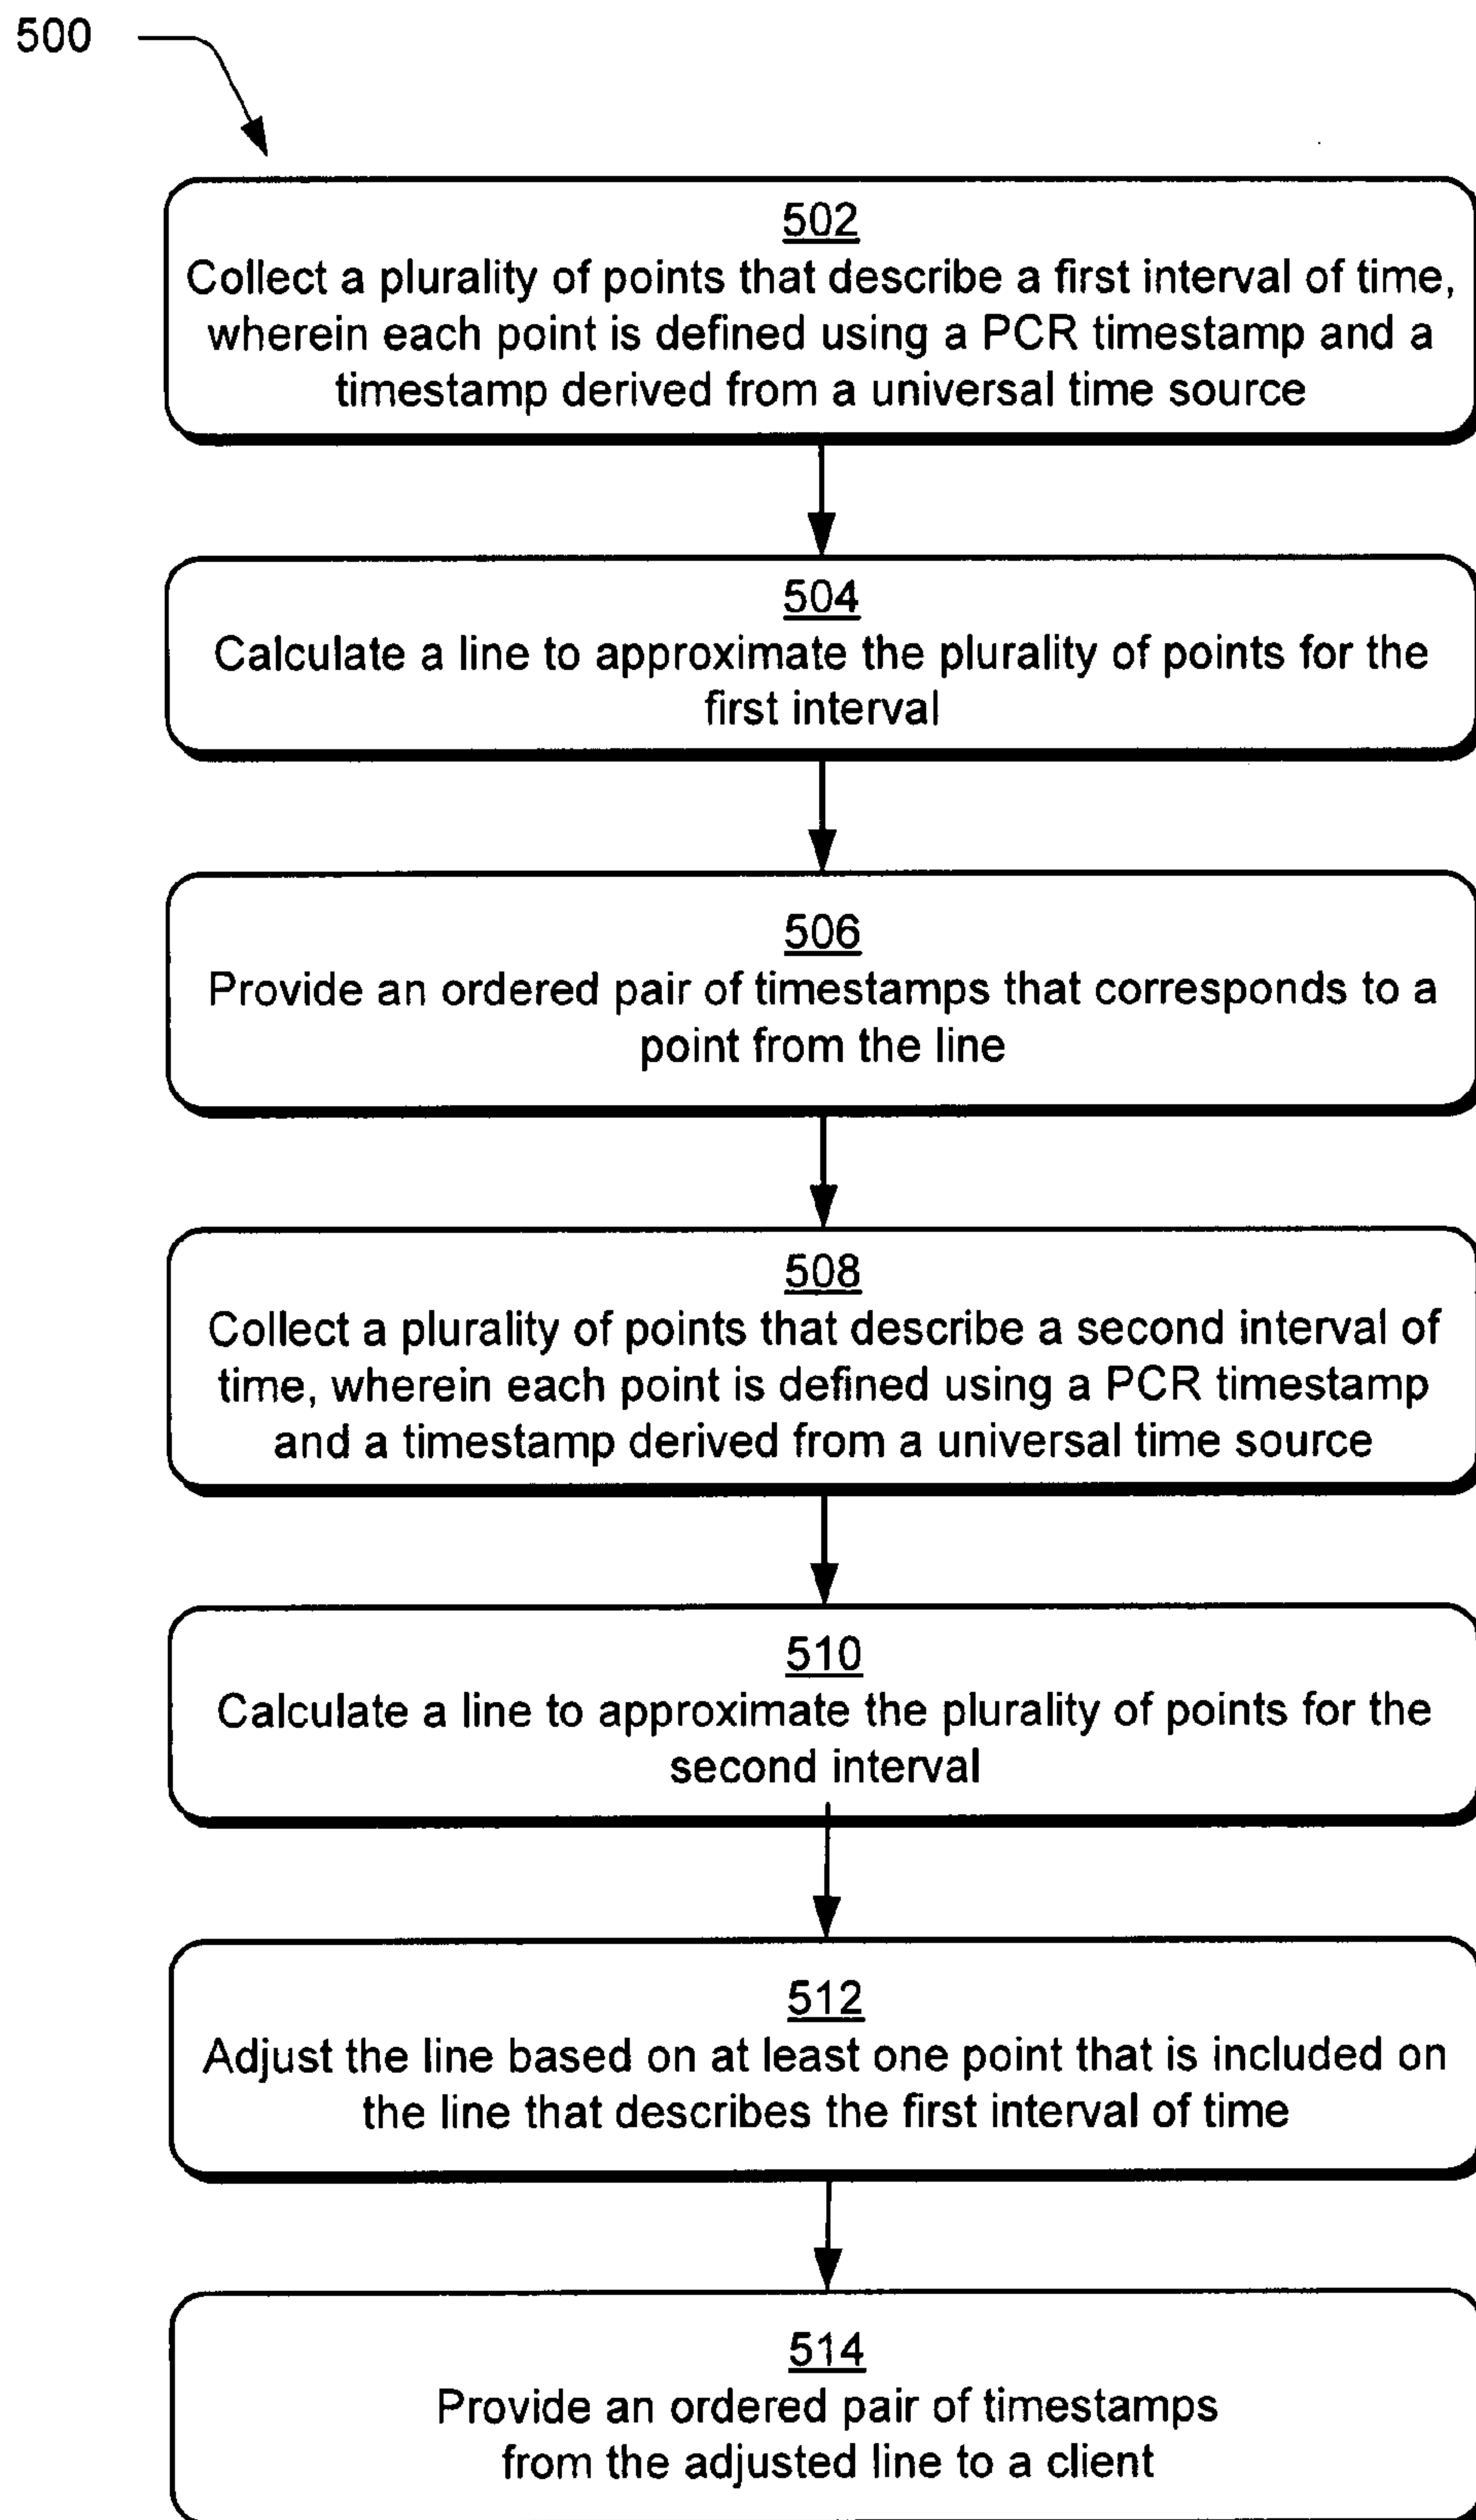 500
502
Collect a plurality of points that describe a first interval of time,
wherein each point is defined using a PCR timestamp and a
timestamp derived from a universal time source
504
Calculate a line to approximate the plurality of points for the
first interval
506
Provide an ordered pair of timestamps that corresponds to a
point from the line
508
Collect a plurality of points that describe a second interval of
time, wherein each point is defined using a PCR timestamp
and a timestamp derived from a universal time source
510
Calculate a line to approximate the plurality of points for the
second interval
512
Adjust the line based on at least one point that is included on
the line that describes the first interval of time
514
Provide an ordered pair of timestamps
from the adjusted line to a client